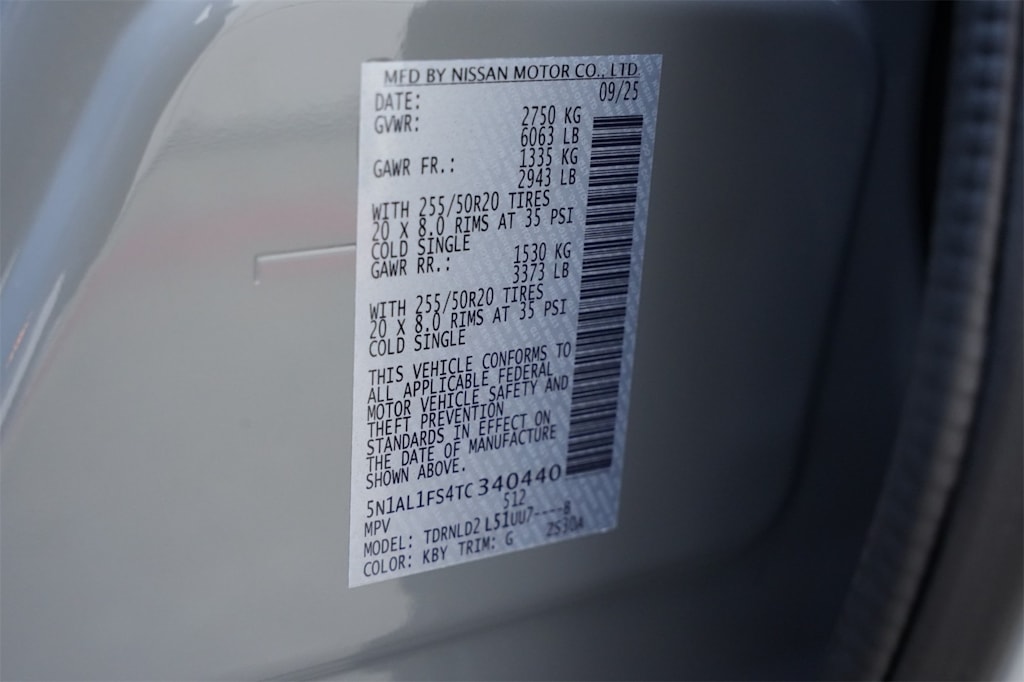 MFD BY NISSAN MOTOR CO., LTD
DATE: 09/25
GVWR: 2750 KG
6063 LB
GAWR FR.: 1335 KG
2943 LB
WITH 255/50R20 TIRES
20 X 8.0 RIMS AT 35 PSI
COLD SINGLE
GAWR RR.: 1530 KG
3373 LB
WITH 255/50R20 TIRES
20 X 8.0 RIMS AT 35 PSI
COLD SINGLE
THIS VEHICLE CONFORMS TO
ALL APPLICABLE FEDERAL
MOTOR VEHICLE SAFETY AND
THEFT PREVENTION
STANDARDS IN EFFECT ON
THE DATE OF MANUFACTURE
SHOWN ABOVE.
5N1AL1FS4TC340440
MPV 512
MODEL: TDRNLD2 L51UU7----B
COLOR: KBY TRIM: G ZS30A